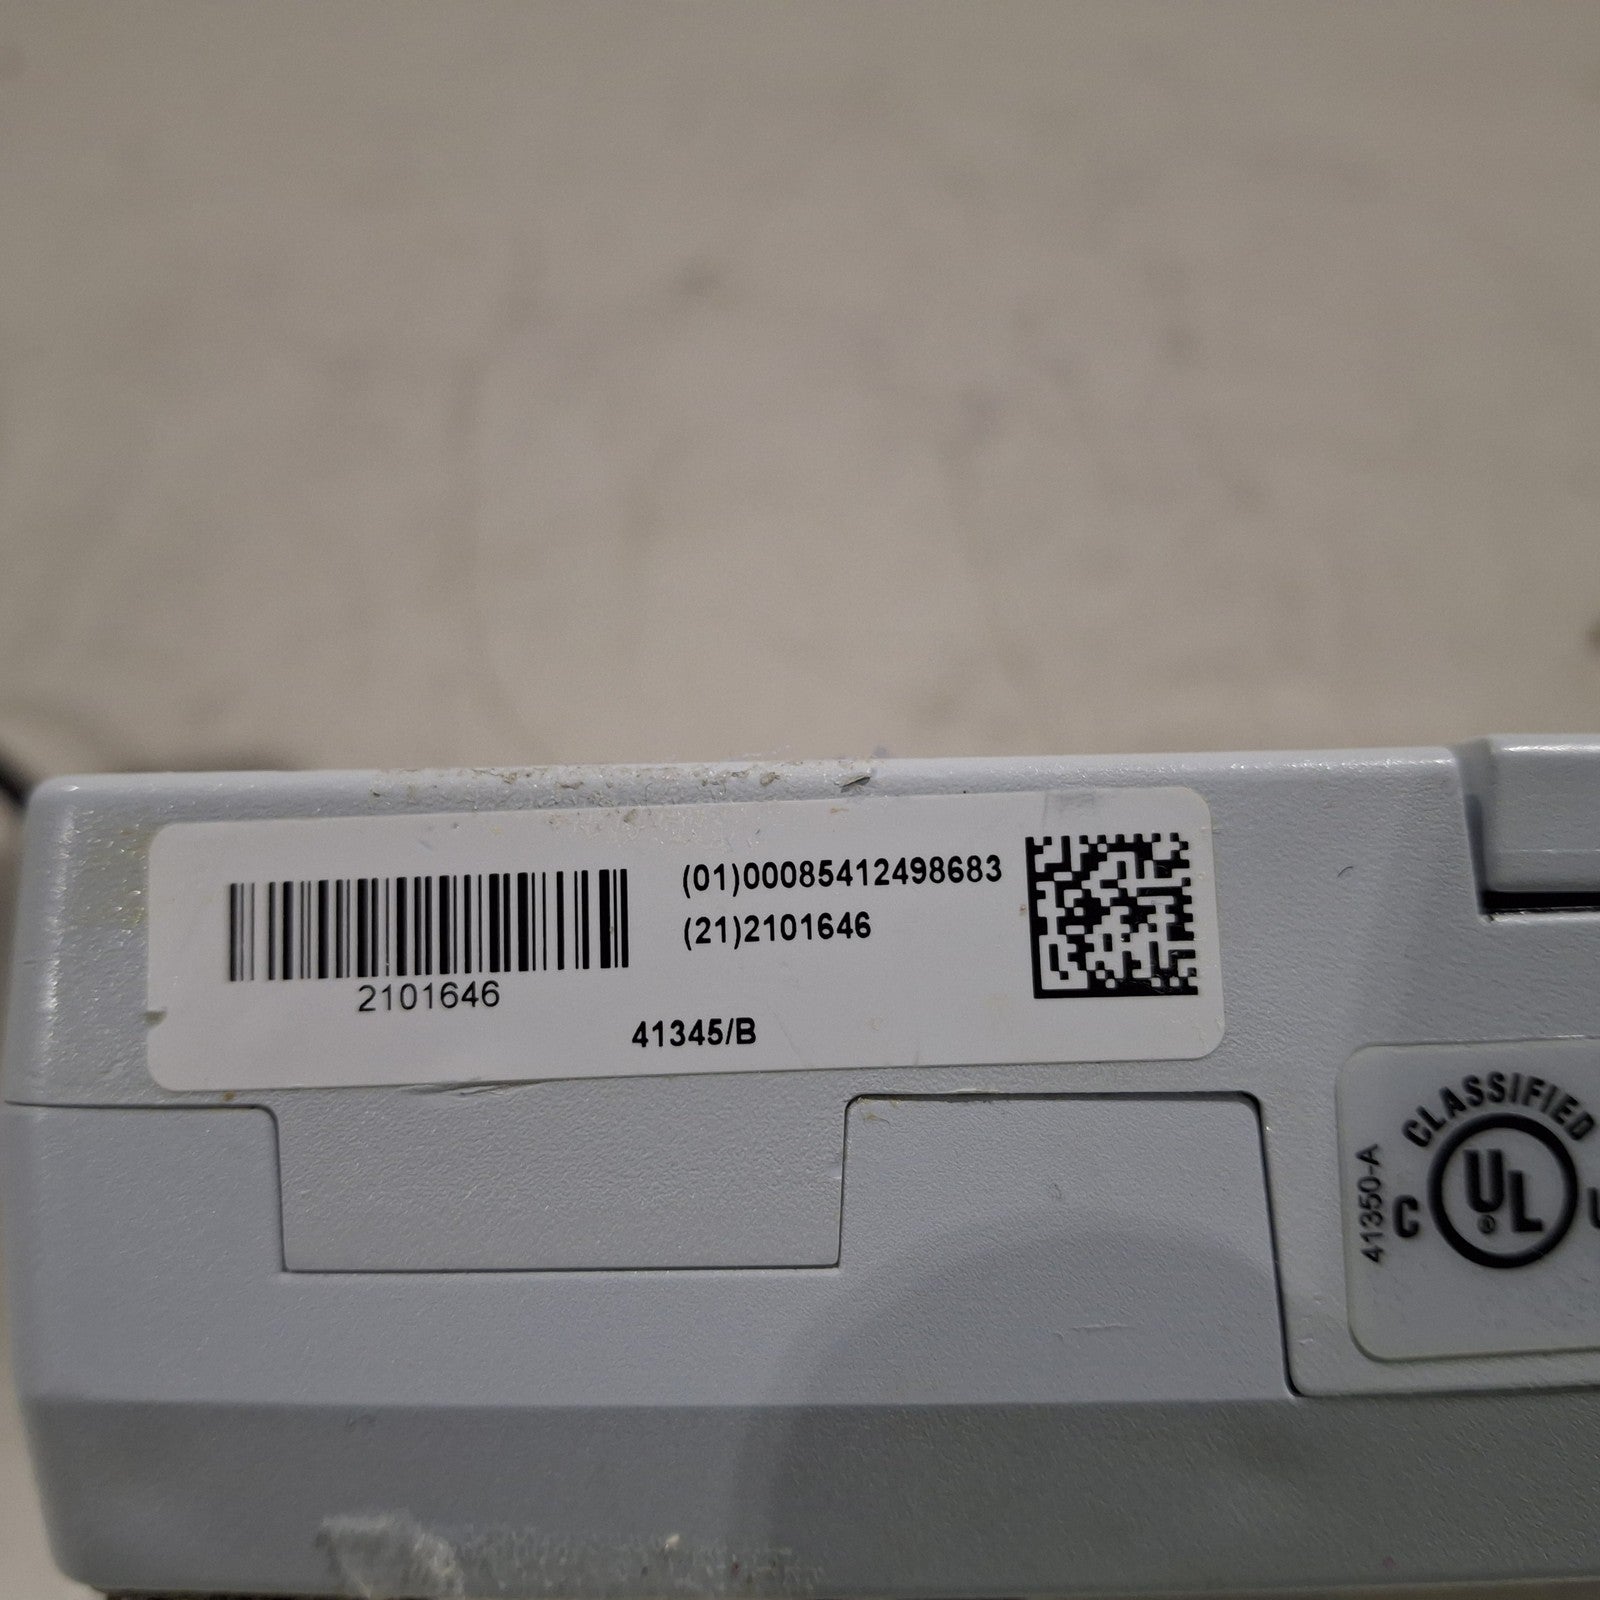 (01)00085412498683
(21)2101646
2101646
41345/B
CLASSIFIED
C UL ®
41350-A